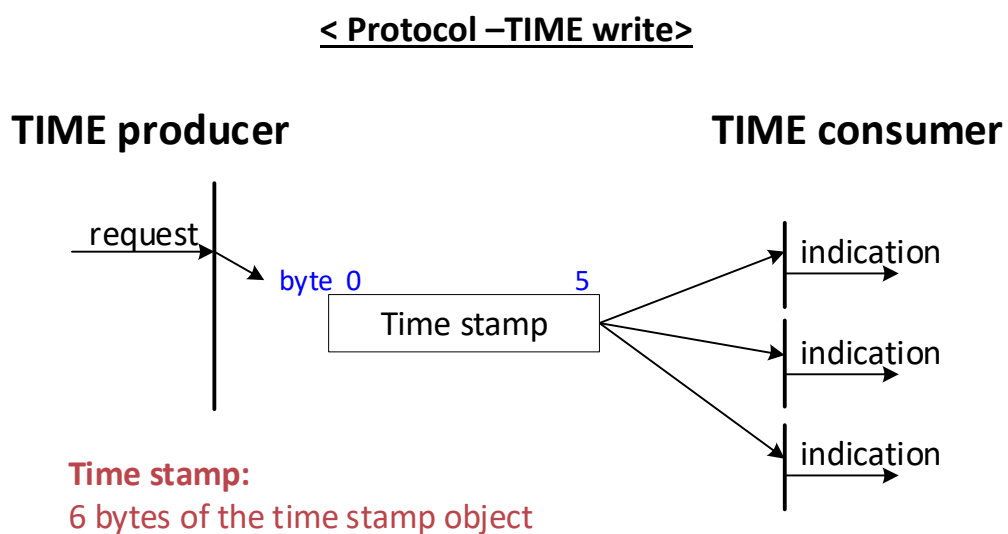 < Protocol –TIME write>
TIME producer
TIME consumer
request
indication
byte 0 5
Time stamp
indication
indication
Time stamp:
6 bytes of the time stamp object